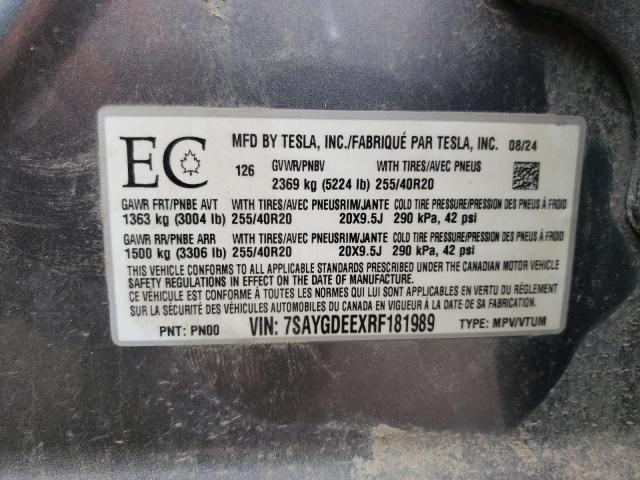 EC
MFD BY TESLA, INC./FABRIQUÉ PAR TESLA, INC. 08/24
126 GVWR/PNBV WITH TIRES/AVEC PNEUS
2369 kg (5224 lb) 255/40R20
GAWR FRT/PNBE AVT WITH TIRES/AVEC PNEUS RIM/JANTE COLD TIRE PRESSURE/PRESSION DES PNEUS À FROID
1363 kg (3004 lb) 255/40R20 20X9.5J 290 kPa, 42 psi
GAWR RR/PNBE ARR WITH TIRES/AVEC PNEUS RIM/JANTE COLD TIRE PRESSURE/PRESSION DES PNEUS À FROID
1500 kg (3306 lb) 255/40R20 20X9.5J 290 kPa, 42 psi
THIS VEHICLE CONFORMS TO ALL APPLICABLE STANDARDS PRESCRIBED UNDER THE CANADIAN MOTOR VEHICLE
SAFETY REGULATIONS IN EFFECT ON THE DATE OF MANUFACTURE.
CE VÉHICULE EST CONFORME À TOUTES LES NORMES QUI LUI SONT APPLICABLES EN VERTU DU RÈGLEMENT
SUR LA SÉCURITÉ DES VÉHICULES AUTOMOBILES DU CANADA EN VIGUEUR À LA DATE DE SA FABRICATION.
PNT: PN00 VIN: 7SAYGDEEXRF181989 TYPE: MPV/VTUM